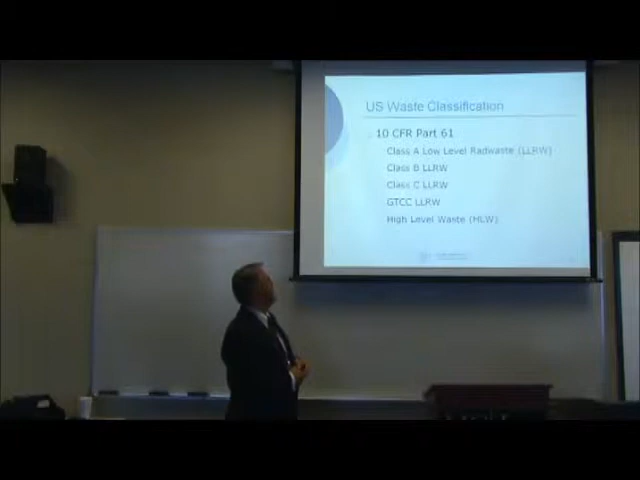 US Waste Classification
10 CFR Part 61
Class A Low Level Radwaste (LLRW)
Class B LLRW
Class C LLRW
GTCC LLRW
High Level Waste (HLW)